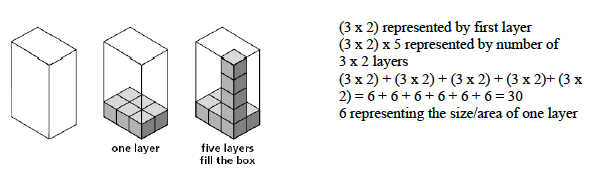 one layer
five layers
fill the box
(3 x 2) represented by first layer
(3 x 2) x 5 represented by number of
3 x 2 layers
(3 x 2) + (3 x 2) + (3 x 2) + (3 x 2)+ (3 x
2) = 6 + 6 + 6 + 6 + 6 + 6 = 30
6 representing the size/area of one layer